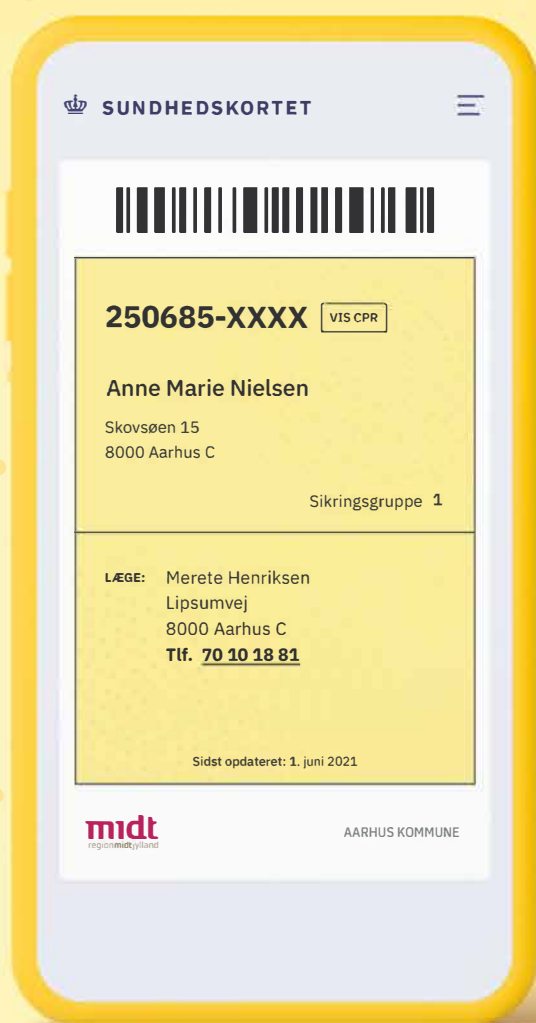 SUNDHEDSKORTET
250685-XXXX VIS CPR
Anne Marie Nielsen
Skovsøen 15
8000 Aarhus C
Sikringsgruppe 1
LÆGE: Merete Henriksen
Lipsumvej
8000 Aarhus C
Tlf. 70 10 18 81
Sidst opdateret: 1. juni 2021
midt
regionmidtjylland
AARHUS KOMMUNE